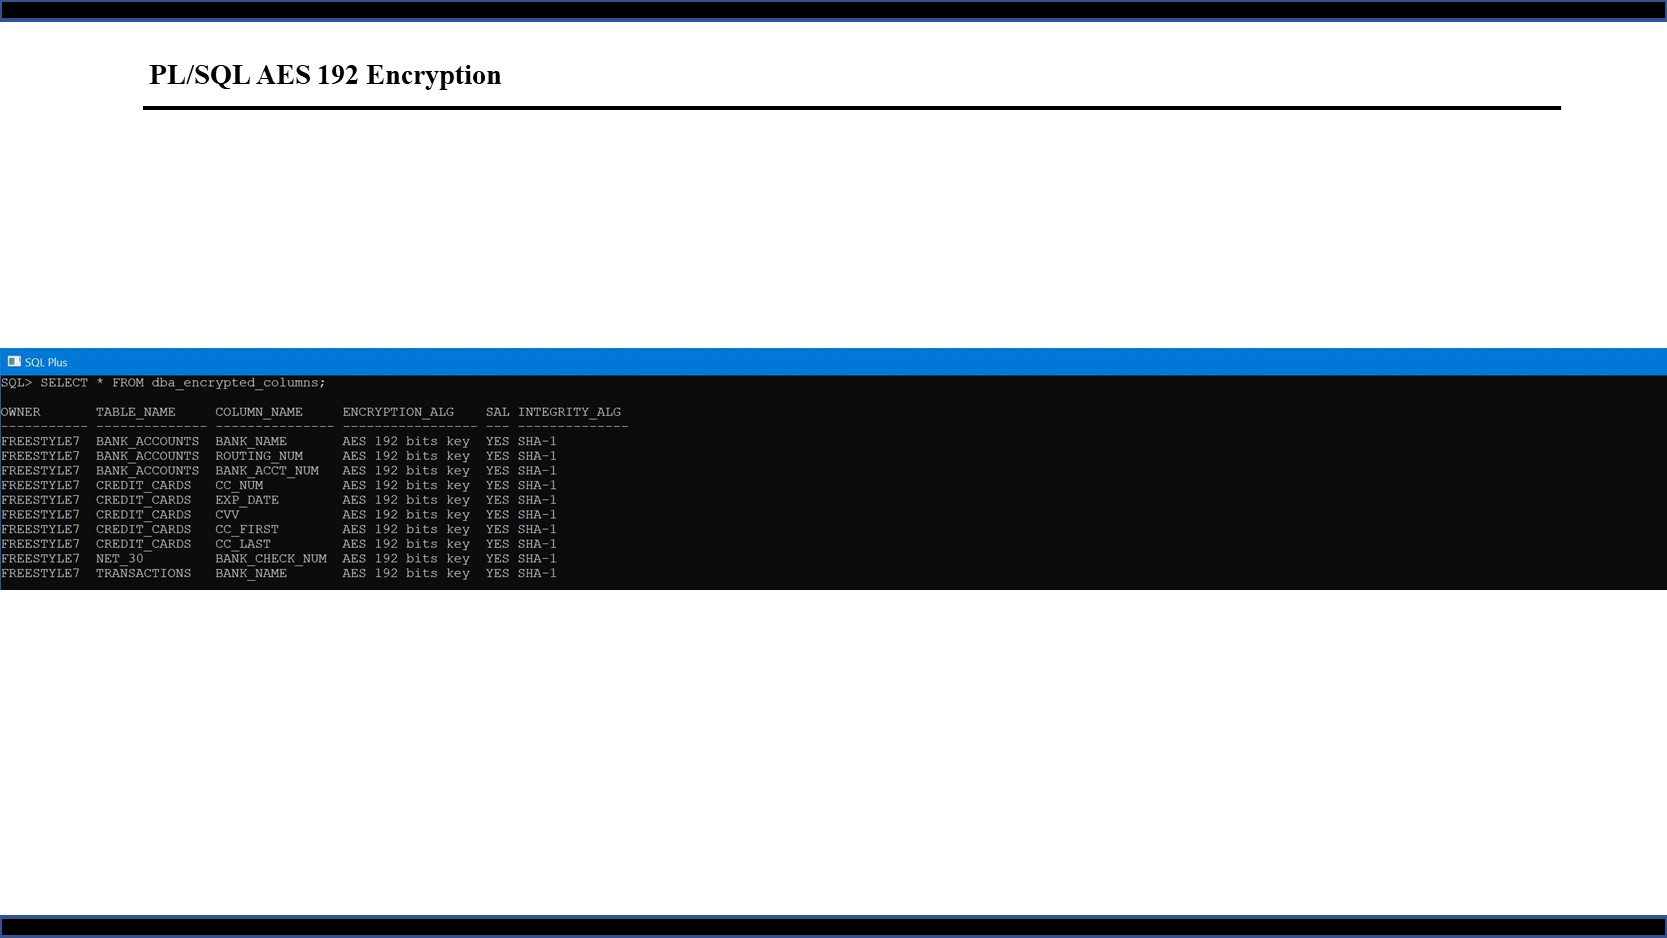 PL/SQL AES 192 Encryption
SQL Plus
SQL> SELECT * FROM dba_encrypted_columns;
OWNER       TABLE_NAME     COLUMN_NAME     ENCRYPTION_ALG    SAL INTEGRITY_ALG
----------- -------------- --------------- ----------------- --- --------------
FREESTYLE7  BANK_ACCOUNTS  BANK_NAME       AES 192 bits key  YES SHA-1
FREESTYLE7  BANK_ACCOUNTS  ROUTING_NUM     AES 192 bits key  YES SHA-1
FREESTYLE7  BANK_ACCOUNTS  BANK_ACCT_NUM   AES 192 bits key  YES SHA-1
FREESTYLE7  CREDIT_CARDS   CC_NUM          AES 192 bits key  YES SHA-1
FREESTYLE7  CREDIT_CARDS   EXP_DATE        AES 192 bits key  YES SHA-1
FREESTYLE7  CREDIT_CARDS   CVV             AES 192 bits key  YES SHA-1
FREESTYLE7  CREDIT_CARDS   CC_FIRST        AES 192 bits key  YES SHA-1
FREESTYLE7  CREDIT_CARDS   CC_LAST         AES 192 bits key  YES SHA-1
FREESTYLE7  NET_30         BANK_CHECK_NUM  AES 192 bits key  YES SHA-1
FREESTYLE7  TRANSACTIONS   BANK_NAME       AES 192 bits key  YES SHA-1